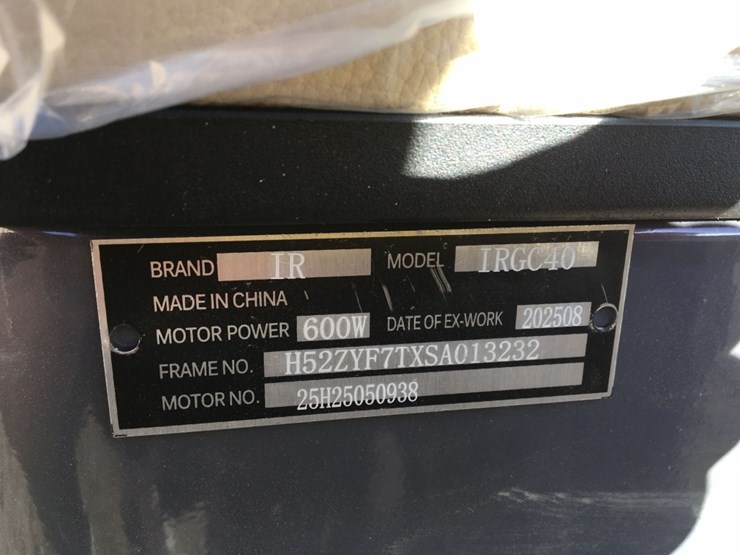 BRAND IR MODEL IRGC40
MADE IN CHINA
MOTOR POWER 600W DATE OF EX-WORK 202508
FRAME NO. H52ZYF7TXSA013232
MOTOR NO. 25H25050938